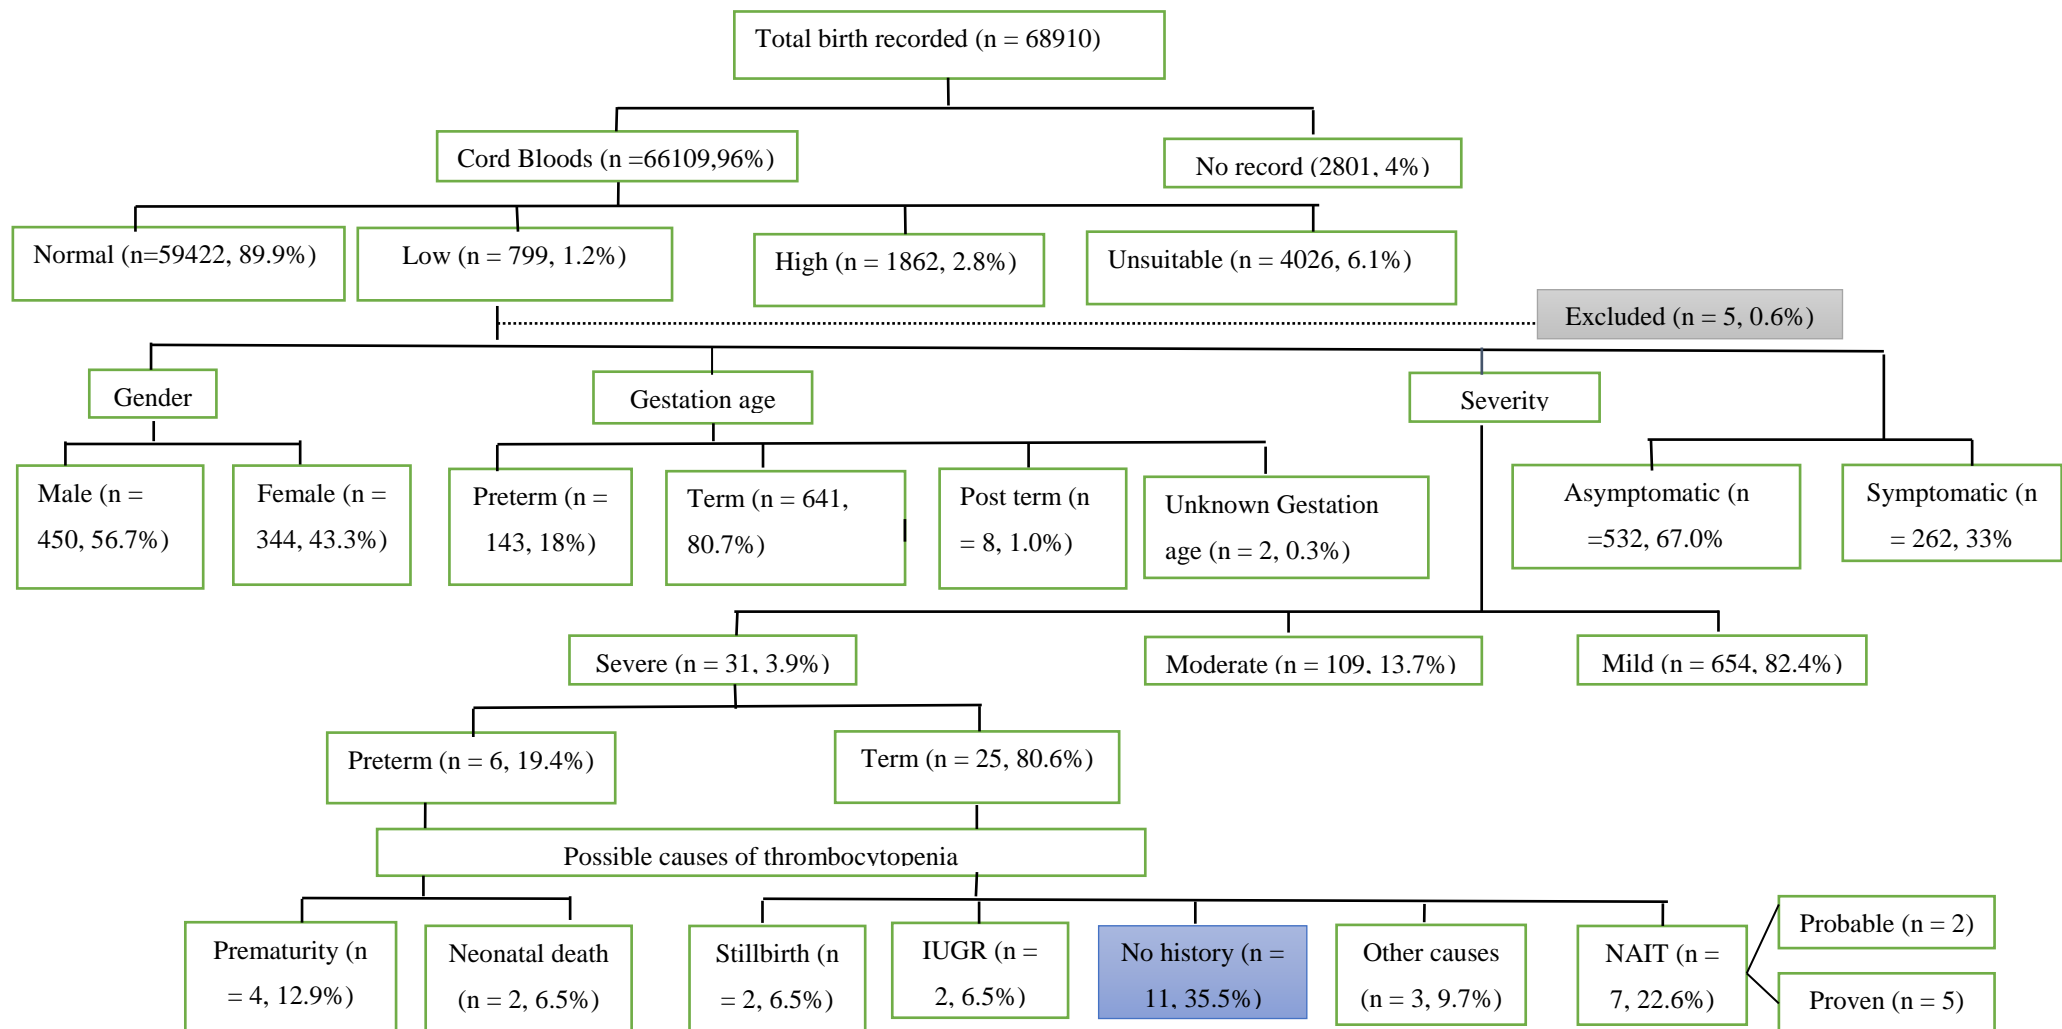 Total birth recorded (n = 68910)
Cord Bloods (n =66109,96%)
No record (2801, 4%)
Normal (n=59422, 89.9%)
Low (n = 799, 1.2%)
High (n = 1862, 2.8%)
Unsuitable (n = 4026, 6.1%)
Excluded (n = 5, 0.6%)
Gender
Gestation age
Severity
Male (n =
450, 56.7%)
Female (n =
344, 43.3%)
Preterm (n =
143, 18%)
Term (n = 641,
80.7%)
Post term (n
= 8, 1.0%)
Unknown Gestation
age (n = 2, 0.3%)
Asymptomatic (n
=532, 67.0%
Symptomatic (n
= 262, 33%
Severe (n = 31, 3.9%)
Moderate (n = 109, 13.7%)
Mild (n = 654, 82.4%)
Preterm (n = 6, 19.4%)
Term (n = 25, 80.6%)
Possible causes of thrombocytopenia
Prematurity (n
= 4, 12.9%)
Neonatal death
(n = 2, 6.5%)
Stillbirth (n
= 2, 6.5%)
IUGR (n =
2, 6.5%)
No history (n =
11, 35.5%)
Other causes
(n = 3, 9.7%)
NAIT (n =
7, 22.6%)
Probable (n = 2)
Proven (n = 5)